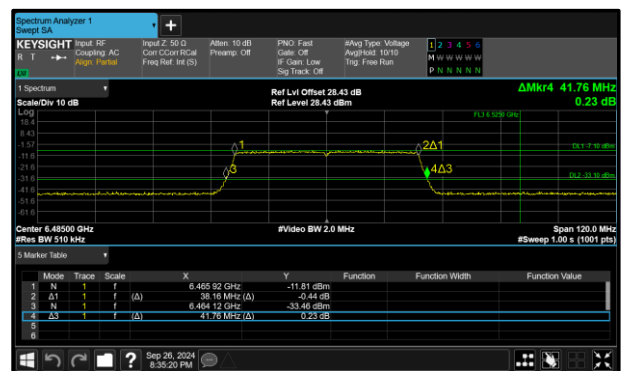 Spectrum Analyzer 1
Swept SA
+
KEYSIGHT Input: RF Input Z: 50 Ω Atten: 10 dB PNO: Fast #Avg Type: Voltage 1 2 3 4 5 6
R T Coupling: AC Corr CCorr RCal Preamp: Off Gate: Off Avg|Hold: 10/10 M W W W W W
Align: Partial Freq Ref: Int (S) IF Gain: Low Trig: Free Run
Sig Track: Off P N N N N N
1 Spectrum ΔMkr4 41.76 MHz
Ref Lvl Offset 28.43 dB
Scale/Div 10 dB Ref Level 28.43 dBm 0.23 dB
Log
FL3 6.5250 GHz
18.4
8.43
-1.57
1 2Δ1 DL1 -7.10 dBm
-11.6
-21.6
3 4Δ3
-31.6 DL2 -33.10 dBm
-41.6
-51.6
-61.6
Center 6.48500 GHz #Video BW 2.0 MHz Span 120.0 MHz
#Res BW 510 kHz #Sweep 1.00 s (1001 pts)
5 Marker Table
Mode Trace Scale X Y Function Function Width Function Value
1 N 1 f 6.465 92 GHz -11.81 dBm
2 Δ1 1 f (Δ) 38.16 MHz (Δ) -0.44 dB
3 N 1 f 6.464 12 GHz -33.46 dBm
4 Δ3 1 f (Δ) 41.76 MHz (Δ) 0.23 dB
5
6
? Sep 26, 2024
8:35:20 PM